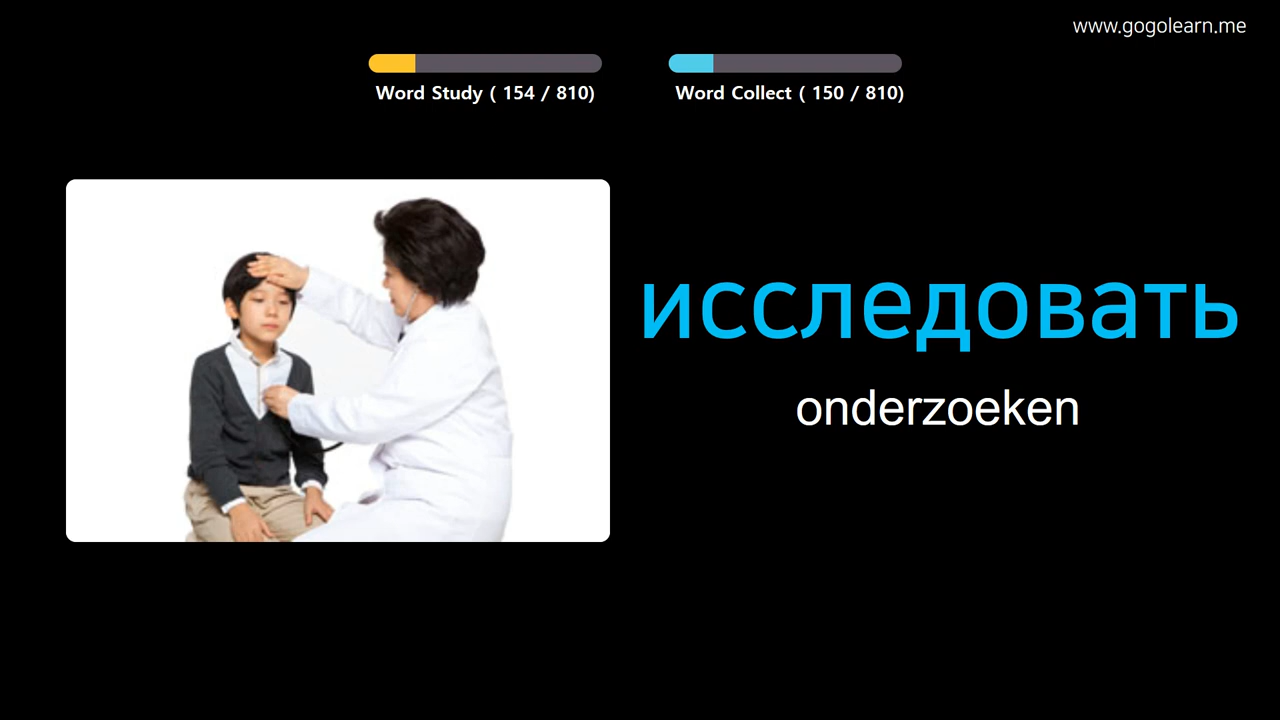 www.gogolearn.me
Word Study ( 154 / 810)
Word Collect ( 150 / 810)
исследовать
onderzoeken